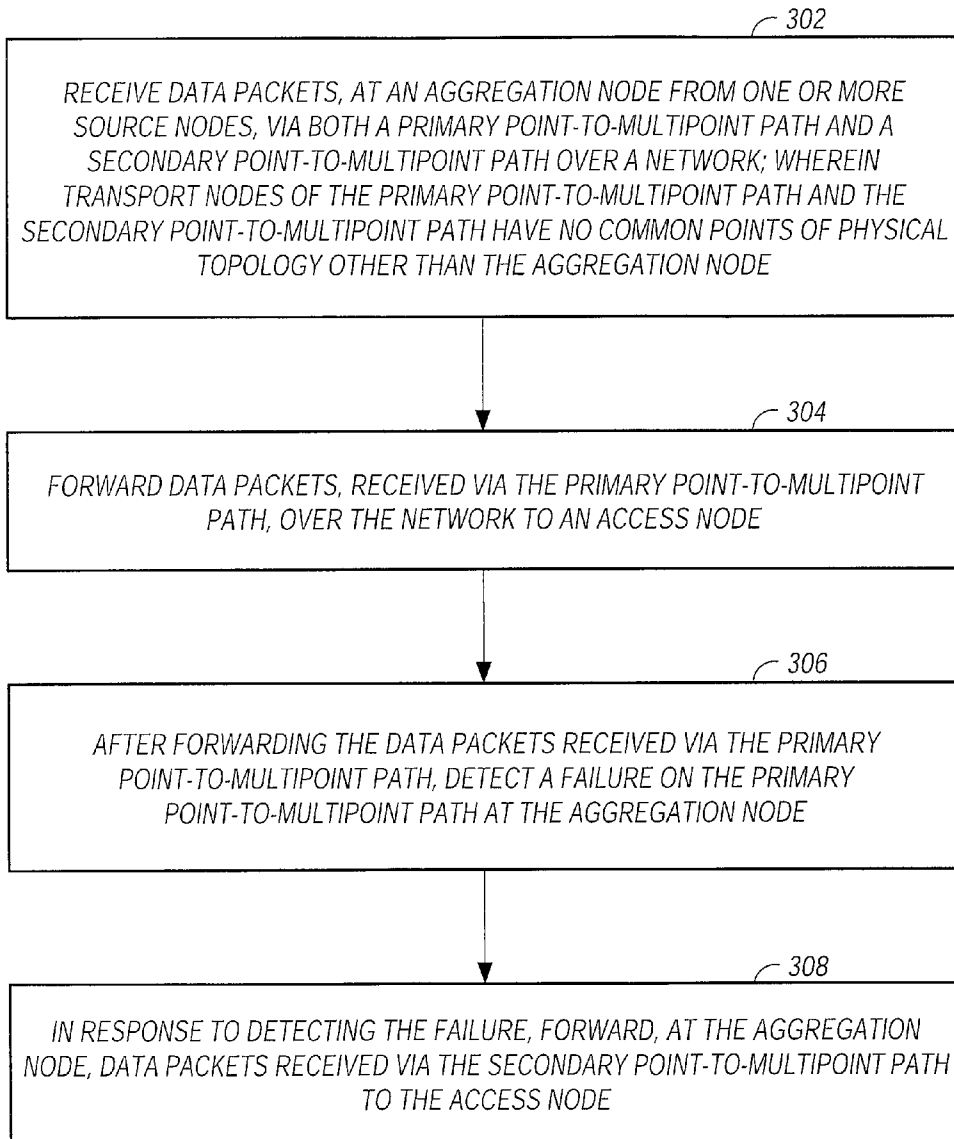 302
RECEIVE DATA PACKETS, AT AN AGGREGATION NODE FROM ONE OR MORE
SOURCE NODES, VIA BOTH A PRIMARY POINT-TO-MULTIPOINT PATH AND A
SECONDARY POINT-TO-MULTIPOINT PATH OVER A NETWORK; WHEREIN
TRANSPORT NODES OF THE PRIMARY POINT-TO-MULTIPOINT PATH AND THE
SECONDARY POINT-TO-MULTIPOINT PATH HAVE NO COMMON POINTS OF PHYSICAL
TOPOLOGY OTHER THAN THE AGGREGATION NODE
304
FORWARD DATA PACKETS, RECEIVED VIA THE PRIMARY POINT-TO-MULTIPOINT
PATH, OVER THE NETWORK TO AN ACCESS NODE
306
AFTER FORWARDING THE DATA PACKETS RECEIVED VIA THE PRIMARY
POINT-TO-MULTIPOINT PATH, DETECT A FAILURE ON THE PRIMARY
POINT-TO-MULTIPOINT PATH AT THE AGGREGATION NODE
308
IN RESPONSE TO DETECTING THE FAILURE, FORWARD, AT THE AGGREGATION
NODE, DATA PACKETS RECEIVED VIA THE SECONDARY POINT-TO-MULTIPOINT PATH
TO THE ACCESS NODE